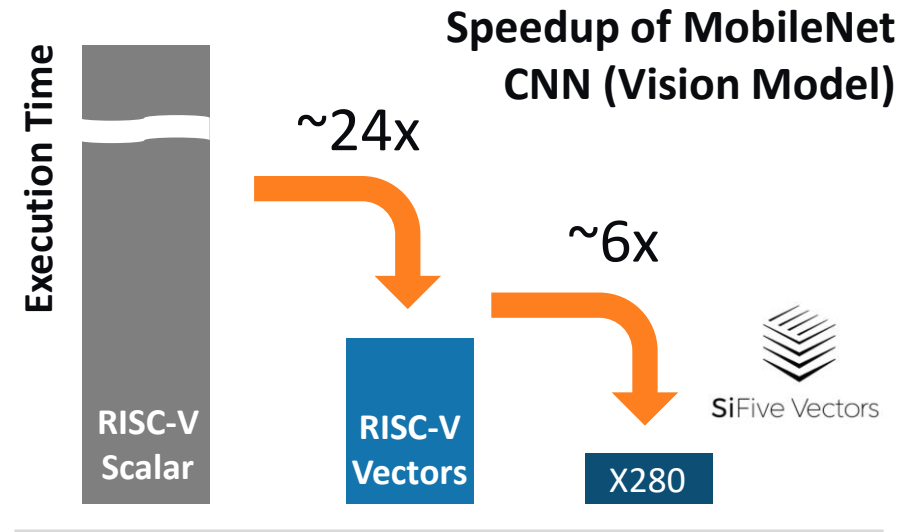 Speedup of MobileNet
CNN (Vision Model)
Execution Time
~24x
~6x
SiFive Vectors
RISC-V
Scalar
RISC-V
Vectors
X280